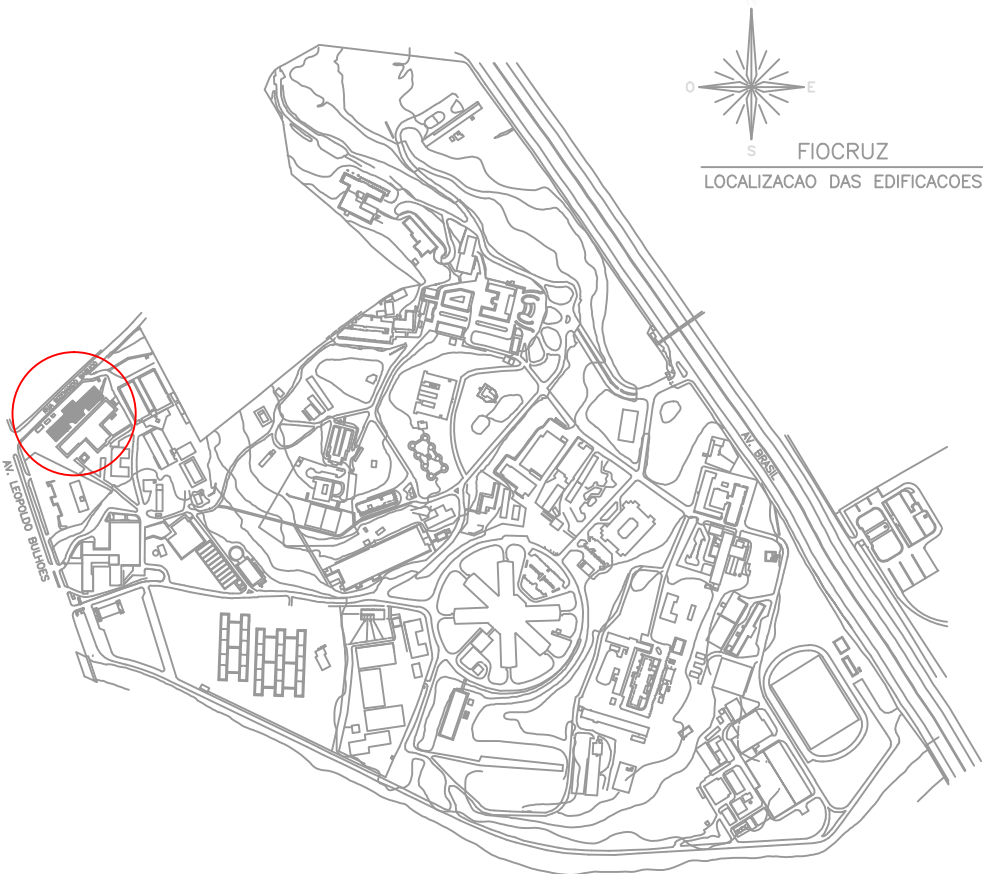 O
E
S
FIOCRUZ
LOCALIZACAO DAS EDIFICACOES
AV. BRASIL
AV. LEOPOLDO BULHOES